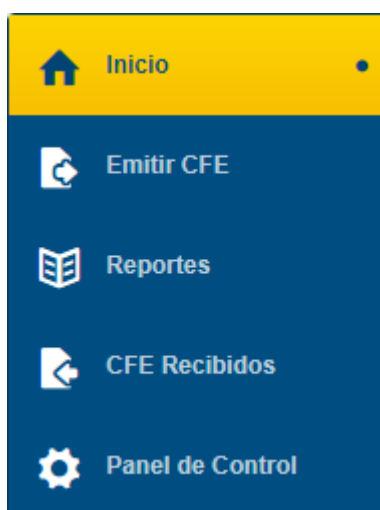 Inicio
Emitir CFE
Reportes
CFE Recibidos
Panel de Control